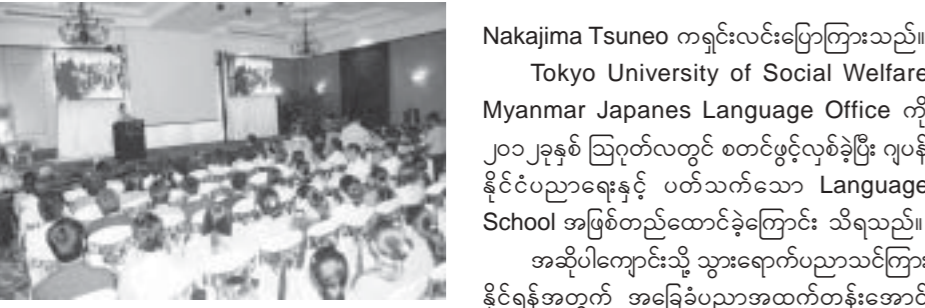 Nakajima Tsuneo ကရှင်းလင်းပြောကြားသည်။
Tokyo University of Social Welfare
Myanmar Japanes Language Office ကို
၂၀၁၂ခုနှစ် ဩဂုတ်လတွင် စတင်ဖွင့်လှစ်ခဲ့ပြီး ဂျပန်
နိုင်ငံပညာရေးနှင့် ပတ်သက်သော Language
School အဖြစ်တည်ထောင်ခဲ့ကြောင်း သိရသည်။
အဆိုပါကျောင်းသို့ သွားရောက်ပညာသင်ကြား
နိုင်ရန်အတွက် အခြေခံပညာအထက်တန်းအောင်